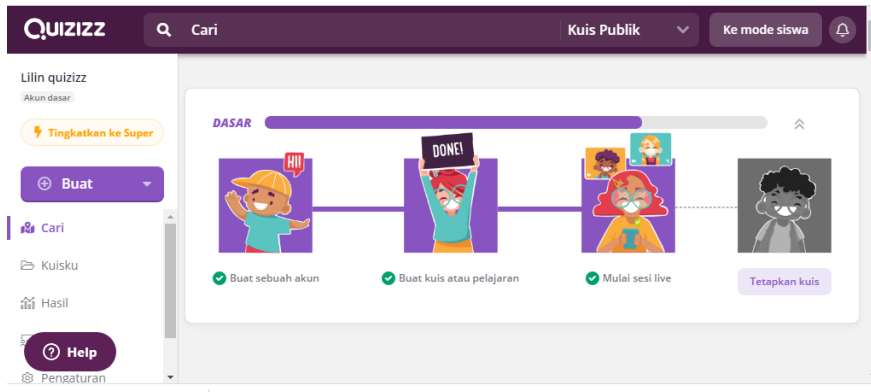 QUIZIZZ
Cari
Kuis Publik
Ke mode siswa
Lilin quizizz
Akun dasar
Tingkatkan ke Super
Buat
Cari
Kuisku
Hasil
Help
Pengaturan
DASAR
HI!
DONE!
Buat sebuah akun
Buat kuis atau pelajaran
Mulai sesi live
Tetapkan kuis